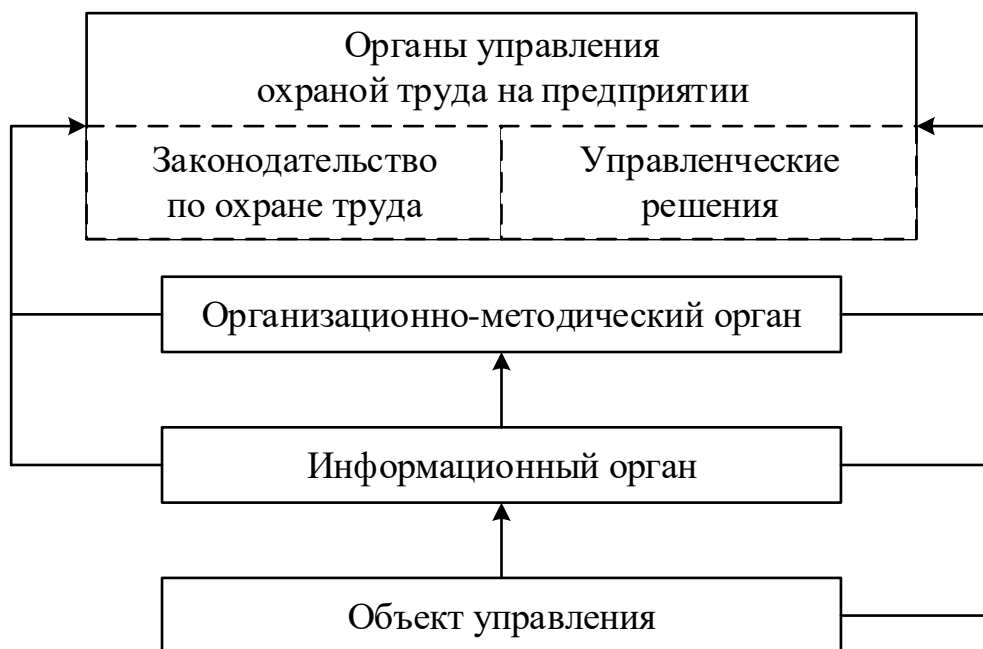 Органы управления
охраной труда на предприятии
Законодательство
по охране труда
Управленческие
решения
Организационно-методический орган
Информационный орган
Объект управления